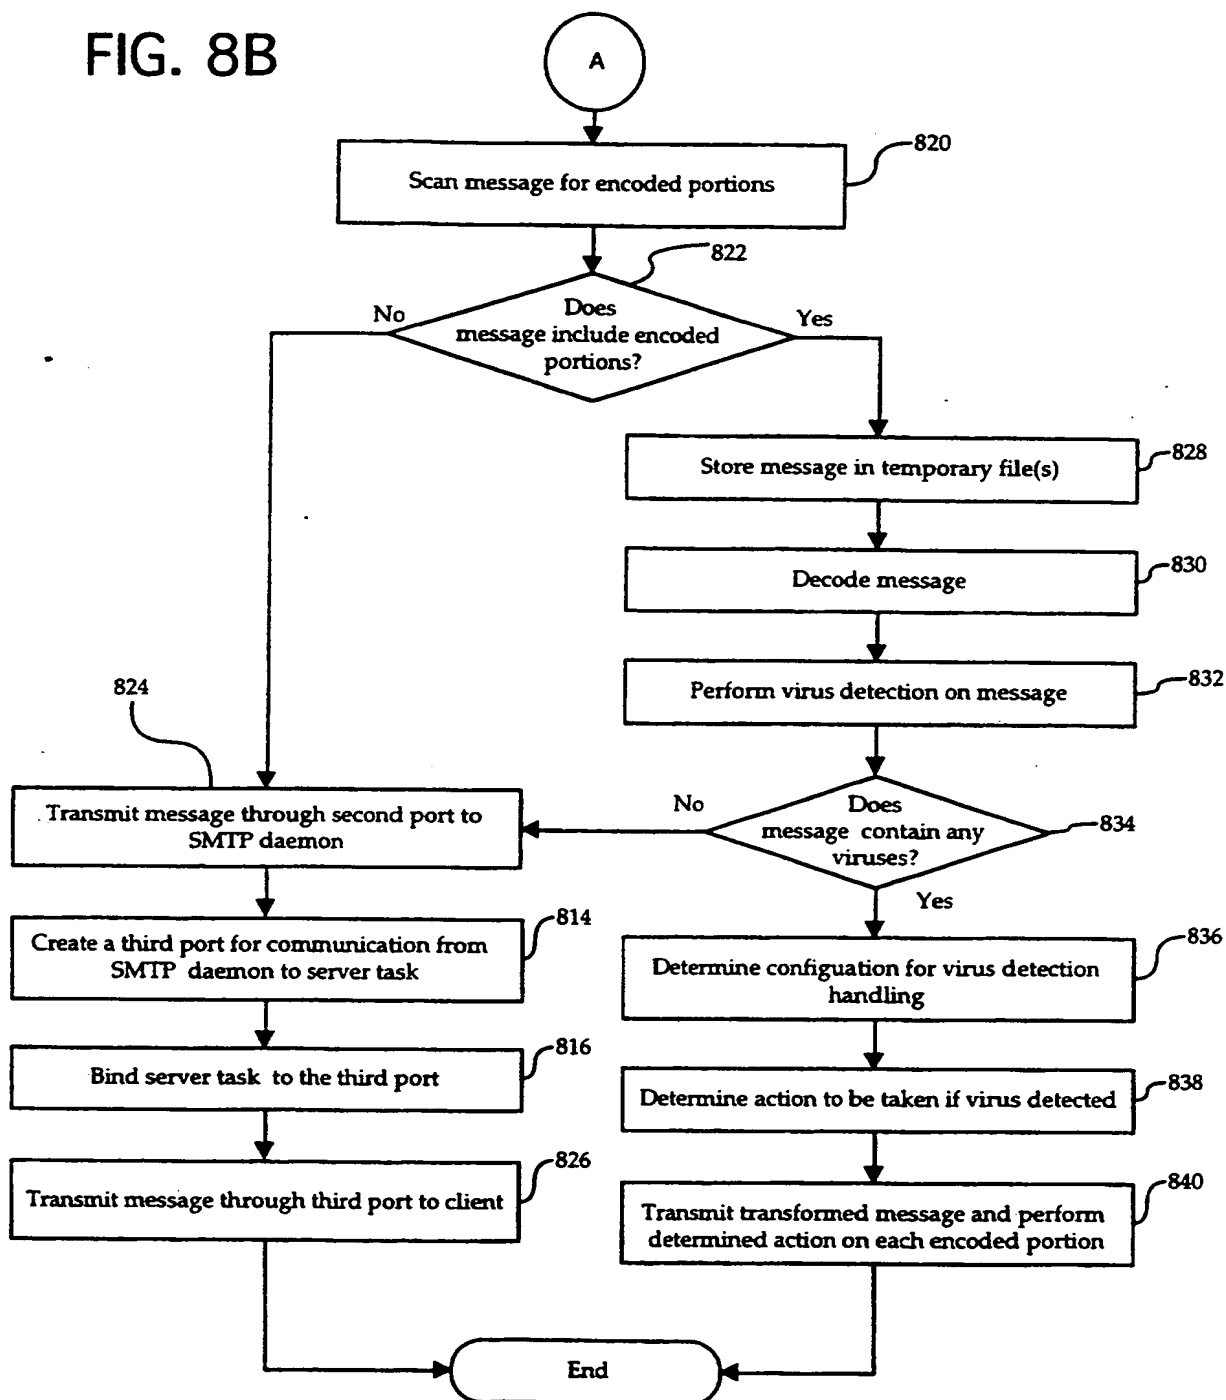 FIG. 8B
A
820
Scan message for encoded portions
822
Does
message include encoded
portions?
No
Yes
828
Store message in temporary file(s)
830
Decode message
832
Perform virus detection on message
824
Transmit message through second port to
SMTP daemon
No
Does
message contain any
viruses?
834
Yes
814
Create a third port for communication from
SMTP daemon to server task
836
Determine configuation for virus detection
handling
816
Bind server task to the third port
838
Determine action to be taken if virus detected
826
Transmit message through third port to client
840
Transmit transformed message and perform
determined action on each encoded portion
End